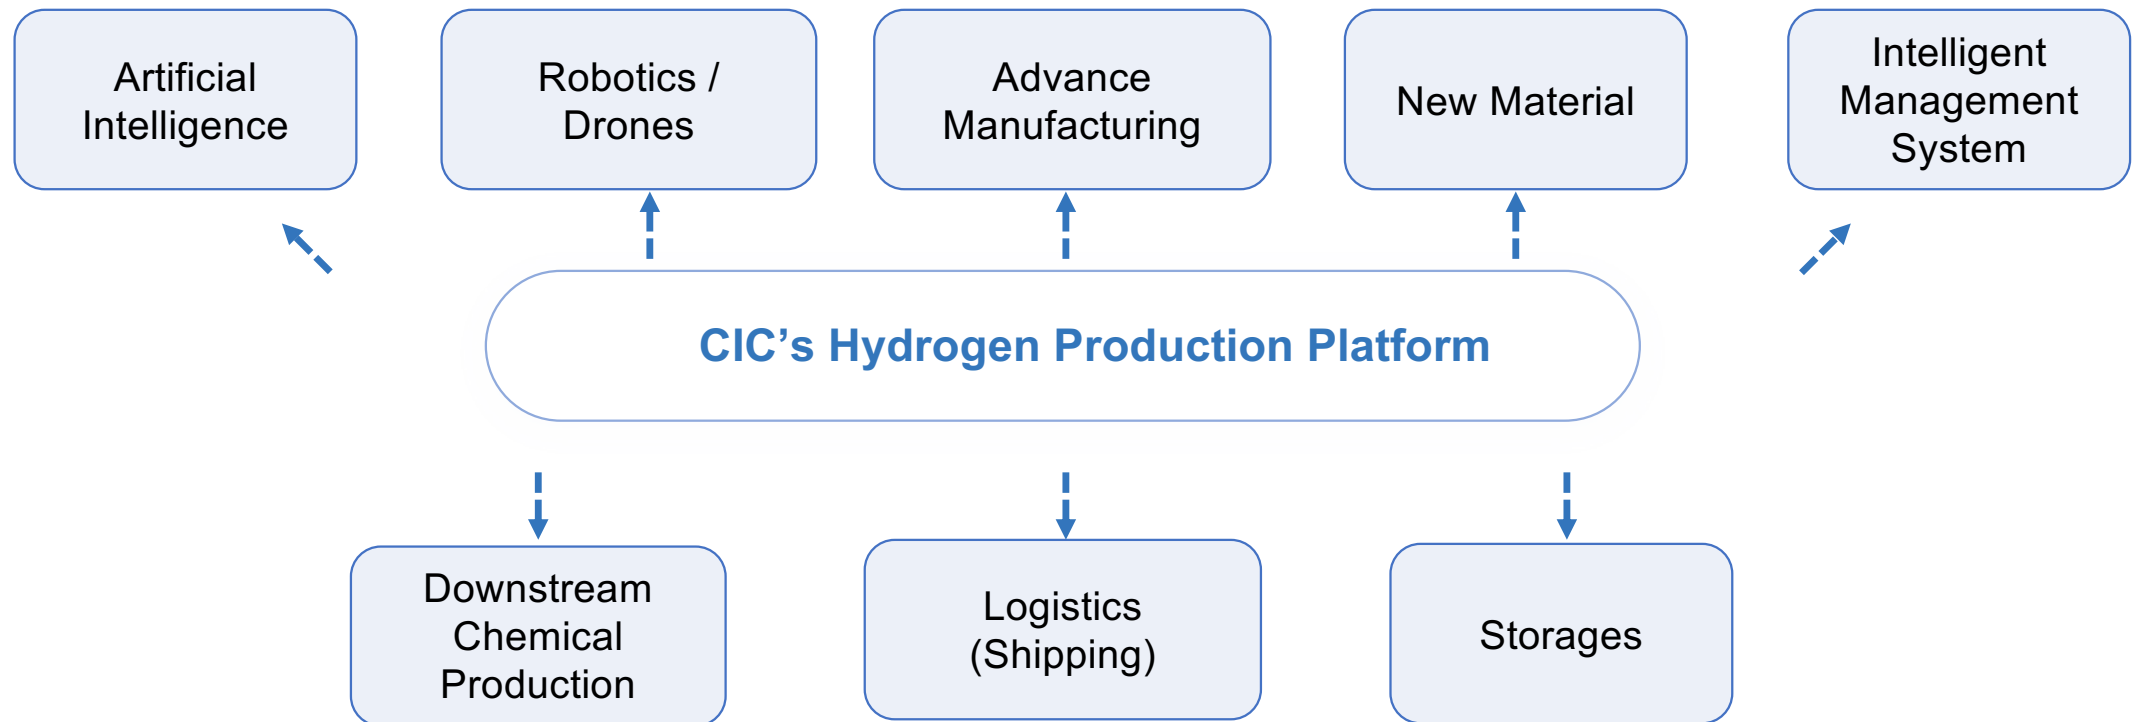 Artificial
Intelligence
Robotics /
Drones
Advance
Manufacturing
New Material
Intelligent
Management
System
CIC’s Hydrogen Production Platform
Downstream
Chemical
Production
Logistics
(Shipping)
Storages